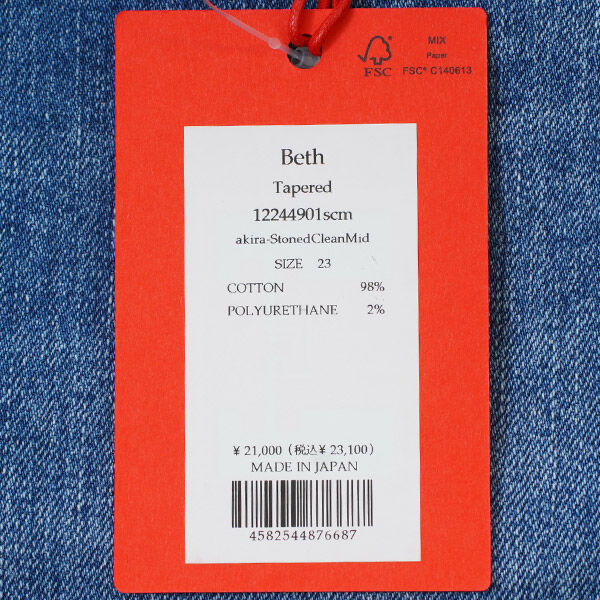 FSC
MIX
Paper
FSC® C140613
Beth
Tapered
12244901scm
akira-StonedCleanMid
SIZE 23
COTTON 98%
POLYURETHANE 2%
¥ 21,000（税込¥ 23,100）
MADE IN JAPAN
4582544876687